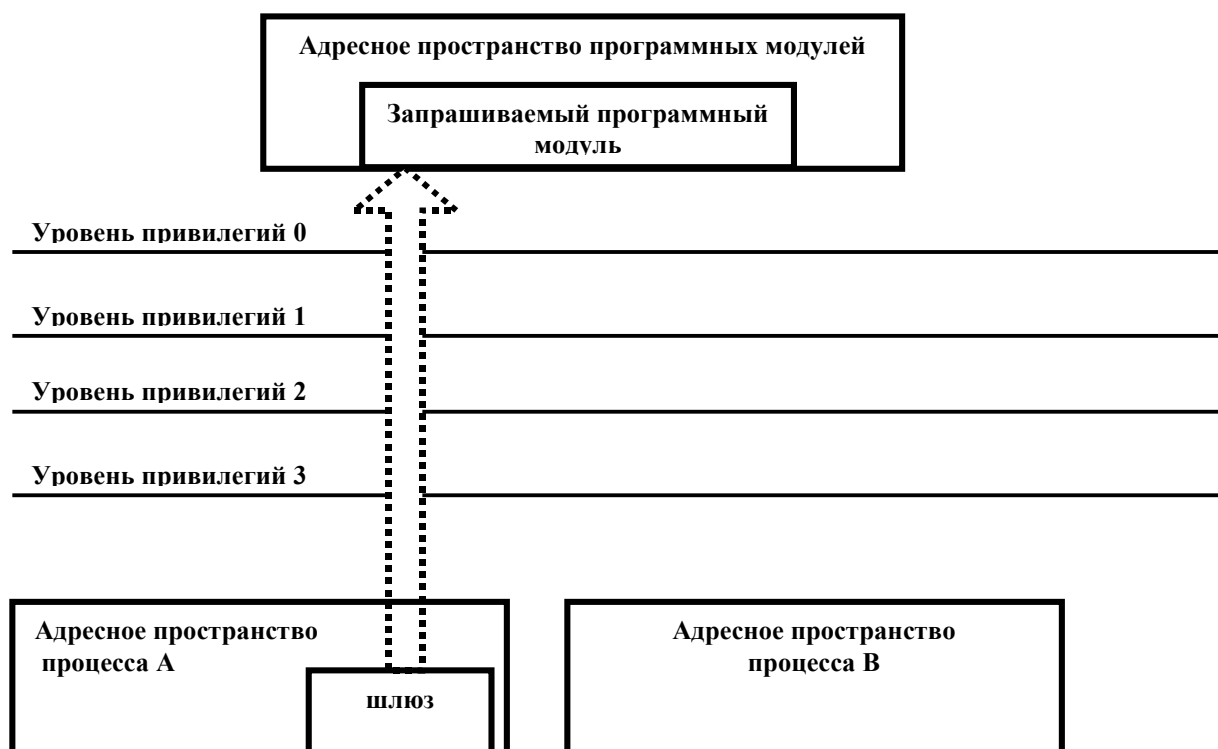 Адресное пространство программных модулей
Запрашиваемый программный
модуль
Уровень привилегий 0
Уровень привилегий 1
Уровень привилегий 2
Уровень привилегий 3
Адресное пространство
процесса А
шлюз
Адресное пространство
процесса В